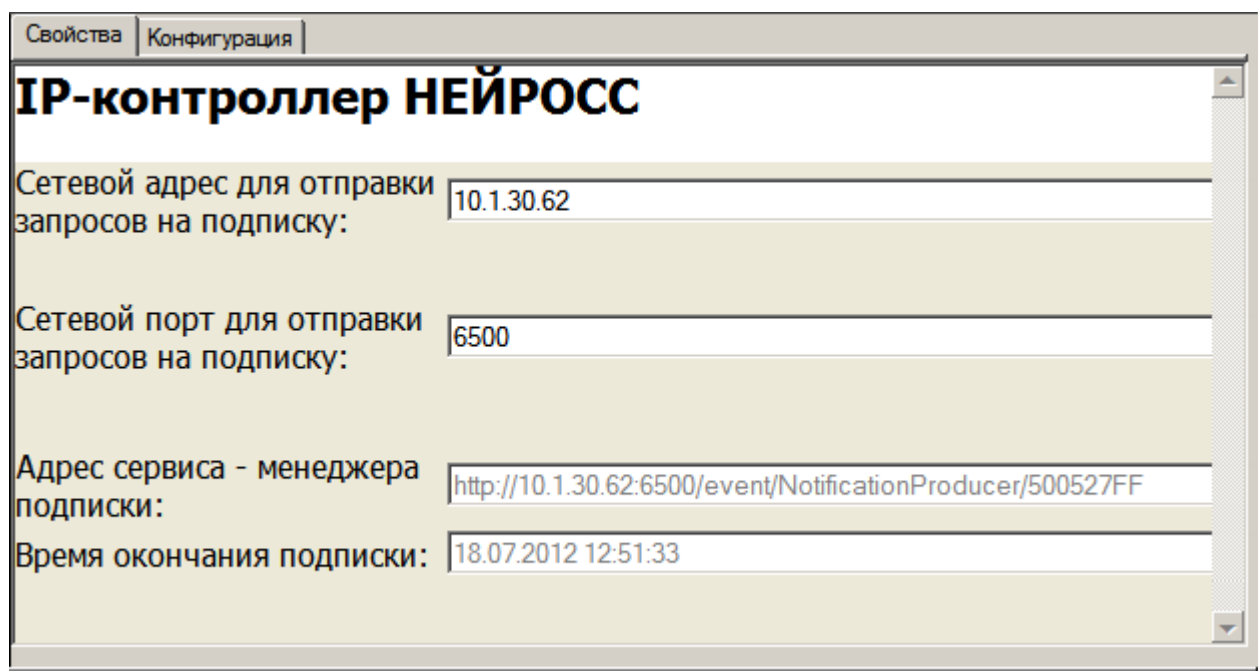 Свойства
Конфигурация
IP-контроллер НЕЙРОСС
Сетевой адрес для отправки
запросов на подписку:
10.1.30.62
Сетевой порт для отправки
запросов на подписку:
6500
Адрес сервиса - менеджера
подписки:
http://10.1.30.62:6500/event/NotificationProducer/500527FF
Время окончания подписки:
18.07.2012 12:51:33